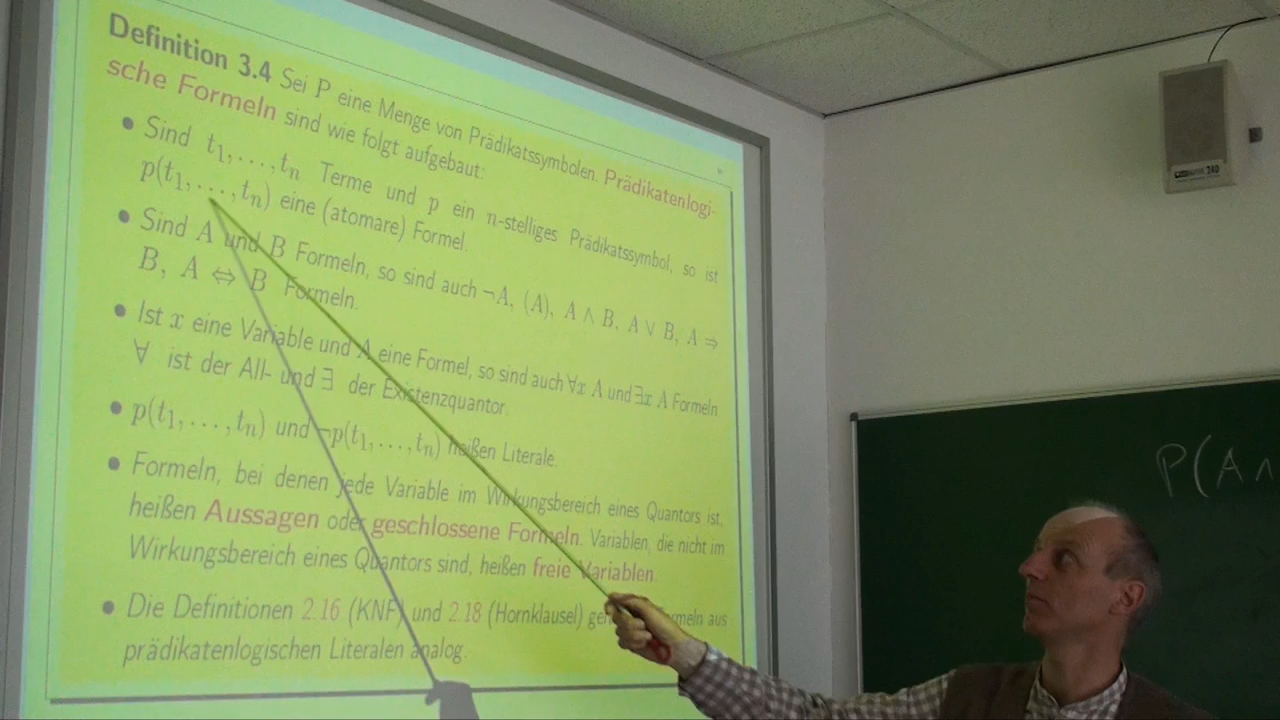 Definition 3.4 Sei P eine Menge von Prädikatssymbolen. Prädikatenlogi-
sche Formeln sind wie folgt aufgebaut:
• Sind t₁, . . . , tₙ Terme und p ein n-stelliges Prädikatssymbol, so ist
p(t₁, . . . , tₙ) eine (atomare) Formel.
• Sind A und B Formeln, so sind auch ¬A, (A), A ∧ B, A ∨ B, A ⇒
B, A ⇔ B Formeln.
• Ist x eine Variable und A eine Formel, so sind auch ∀x A und ∃x A Formeln
∀ ist der All- und ∃ der Existenzquantor.
• p(t₁, . . . , tₙ) und ¬p(t₁, . . . , tₙ) heißen Literale.
• Formeln, bei denen jede Variable im Wirkungsbereich eines Quantors ist,
heißen Aussagen oder geschlossene Formeln. Variablen, die nicht im
Wirkungsbereich eines Quantors sind, heißen freie Variablen.
• Die Definitionen 2.16 (KNF) und 2.18 (Hornklausel) aus
prädikatenlogischen Literalen analog.
P(A ∧
240